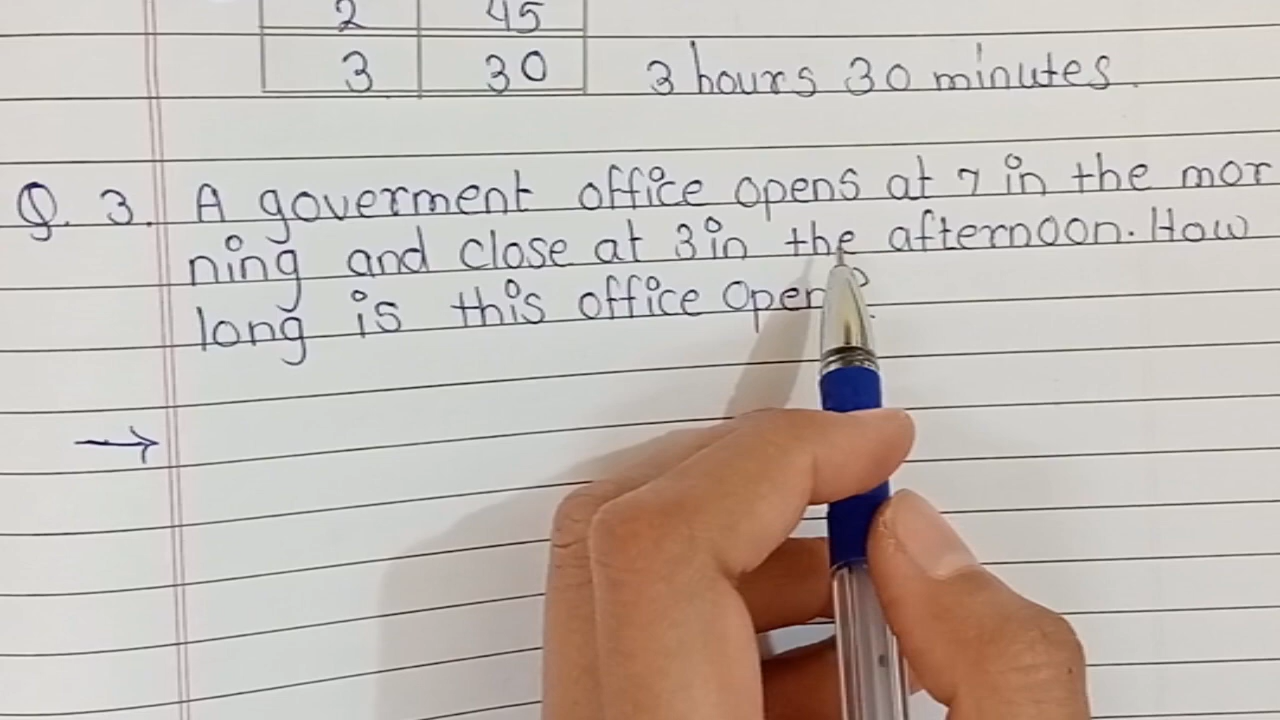 2 45
3 30 3 hours 30 minutes.
Q. 3. A goverment office opens at 7 in the mor
ning and close at 3 in the afternoon. How
long is this office open?
→